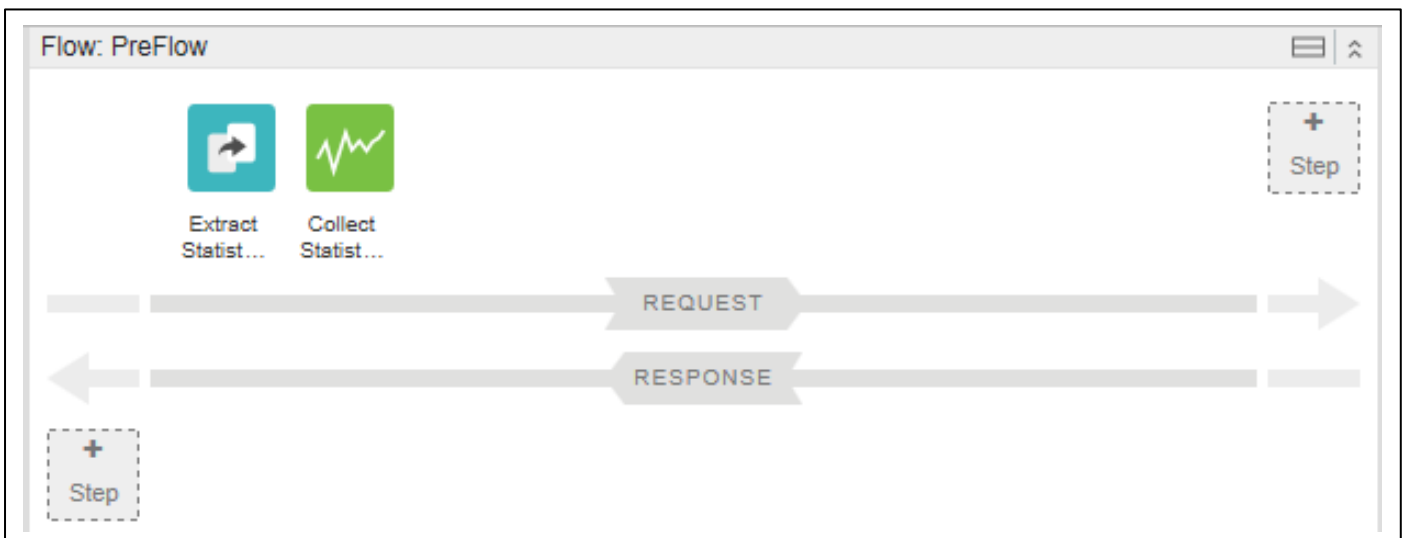 Flow: PreFlow
+
Step
Extract
Statist...
Collect
Statist...
REQUEST
RESPONSE
+
Step